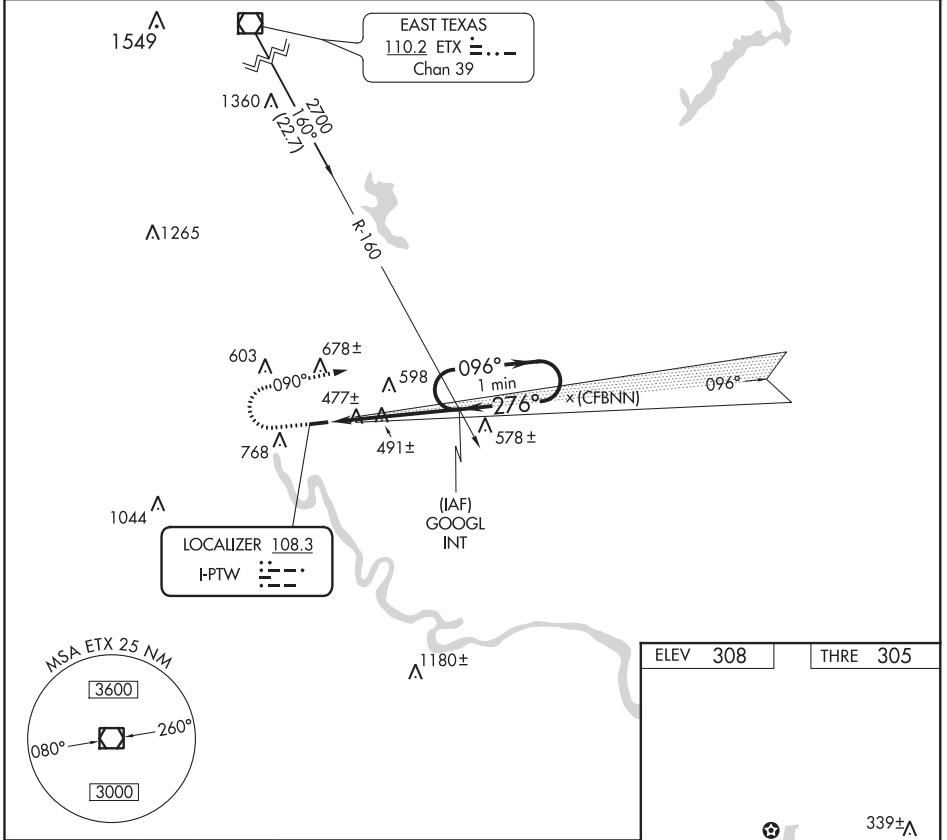 1549
EAST TEXAS
110.2 ETX
Chan 39
1360
2700
160°
(22.7)
1265
R-160
603
678±
090°
598
096°
1 min
276°
×(CFBNN)
096°
477±
768
491±
578±
(IAF)
GOOGL
INT
1044
LOCALIZER 108.3
I-PTW
1180±
MSA ETX 25 NM
3600
080°
260°
3000
ELEV 308
THRE 305
339±